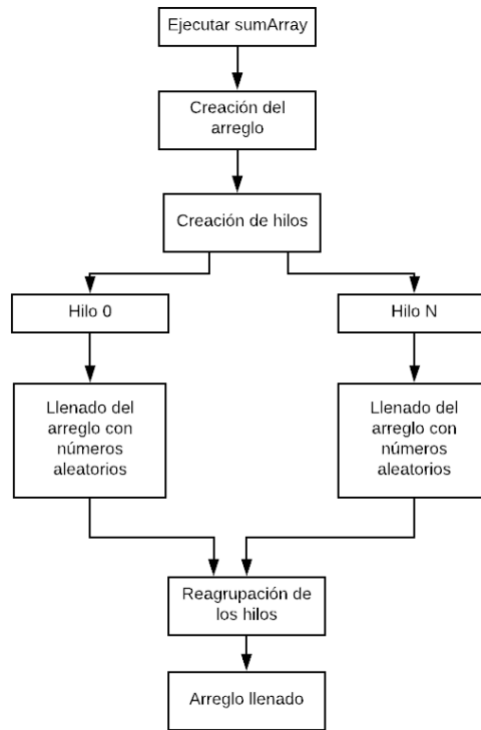 Ejecutar sumArray
Creación del
arreglo
Creación de hilos
Hilo 0
Hilo N
Llenado del
arreglo con
números
aleatorios
Llenado del
arreglo con
números
aleatorios
Reagrupación de
los hilos
Arreglo llenado